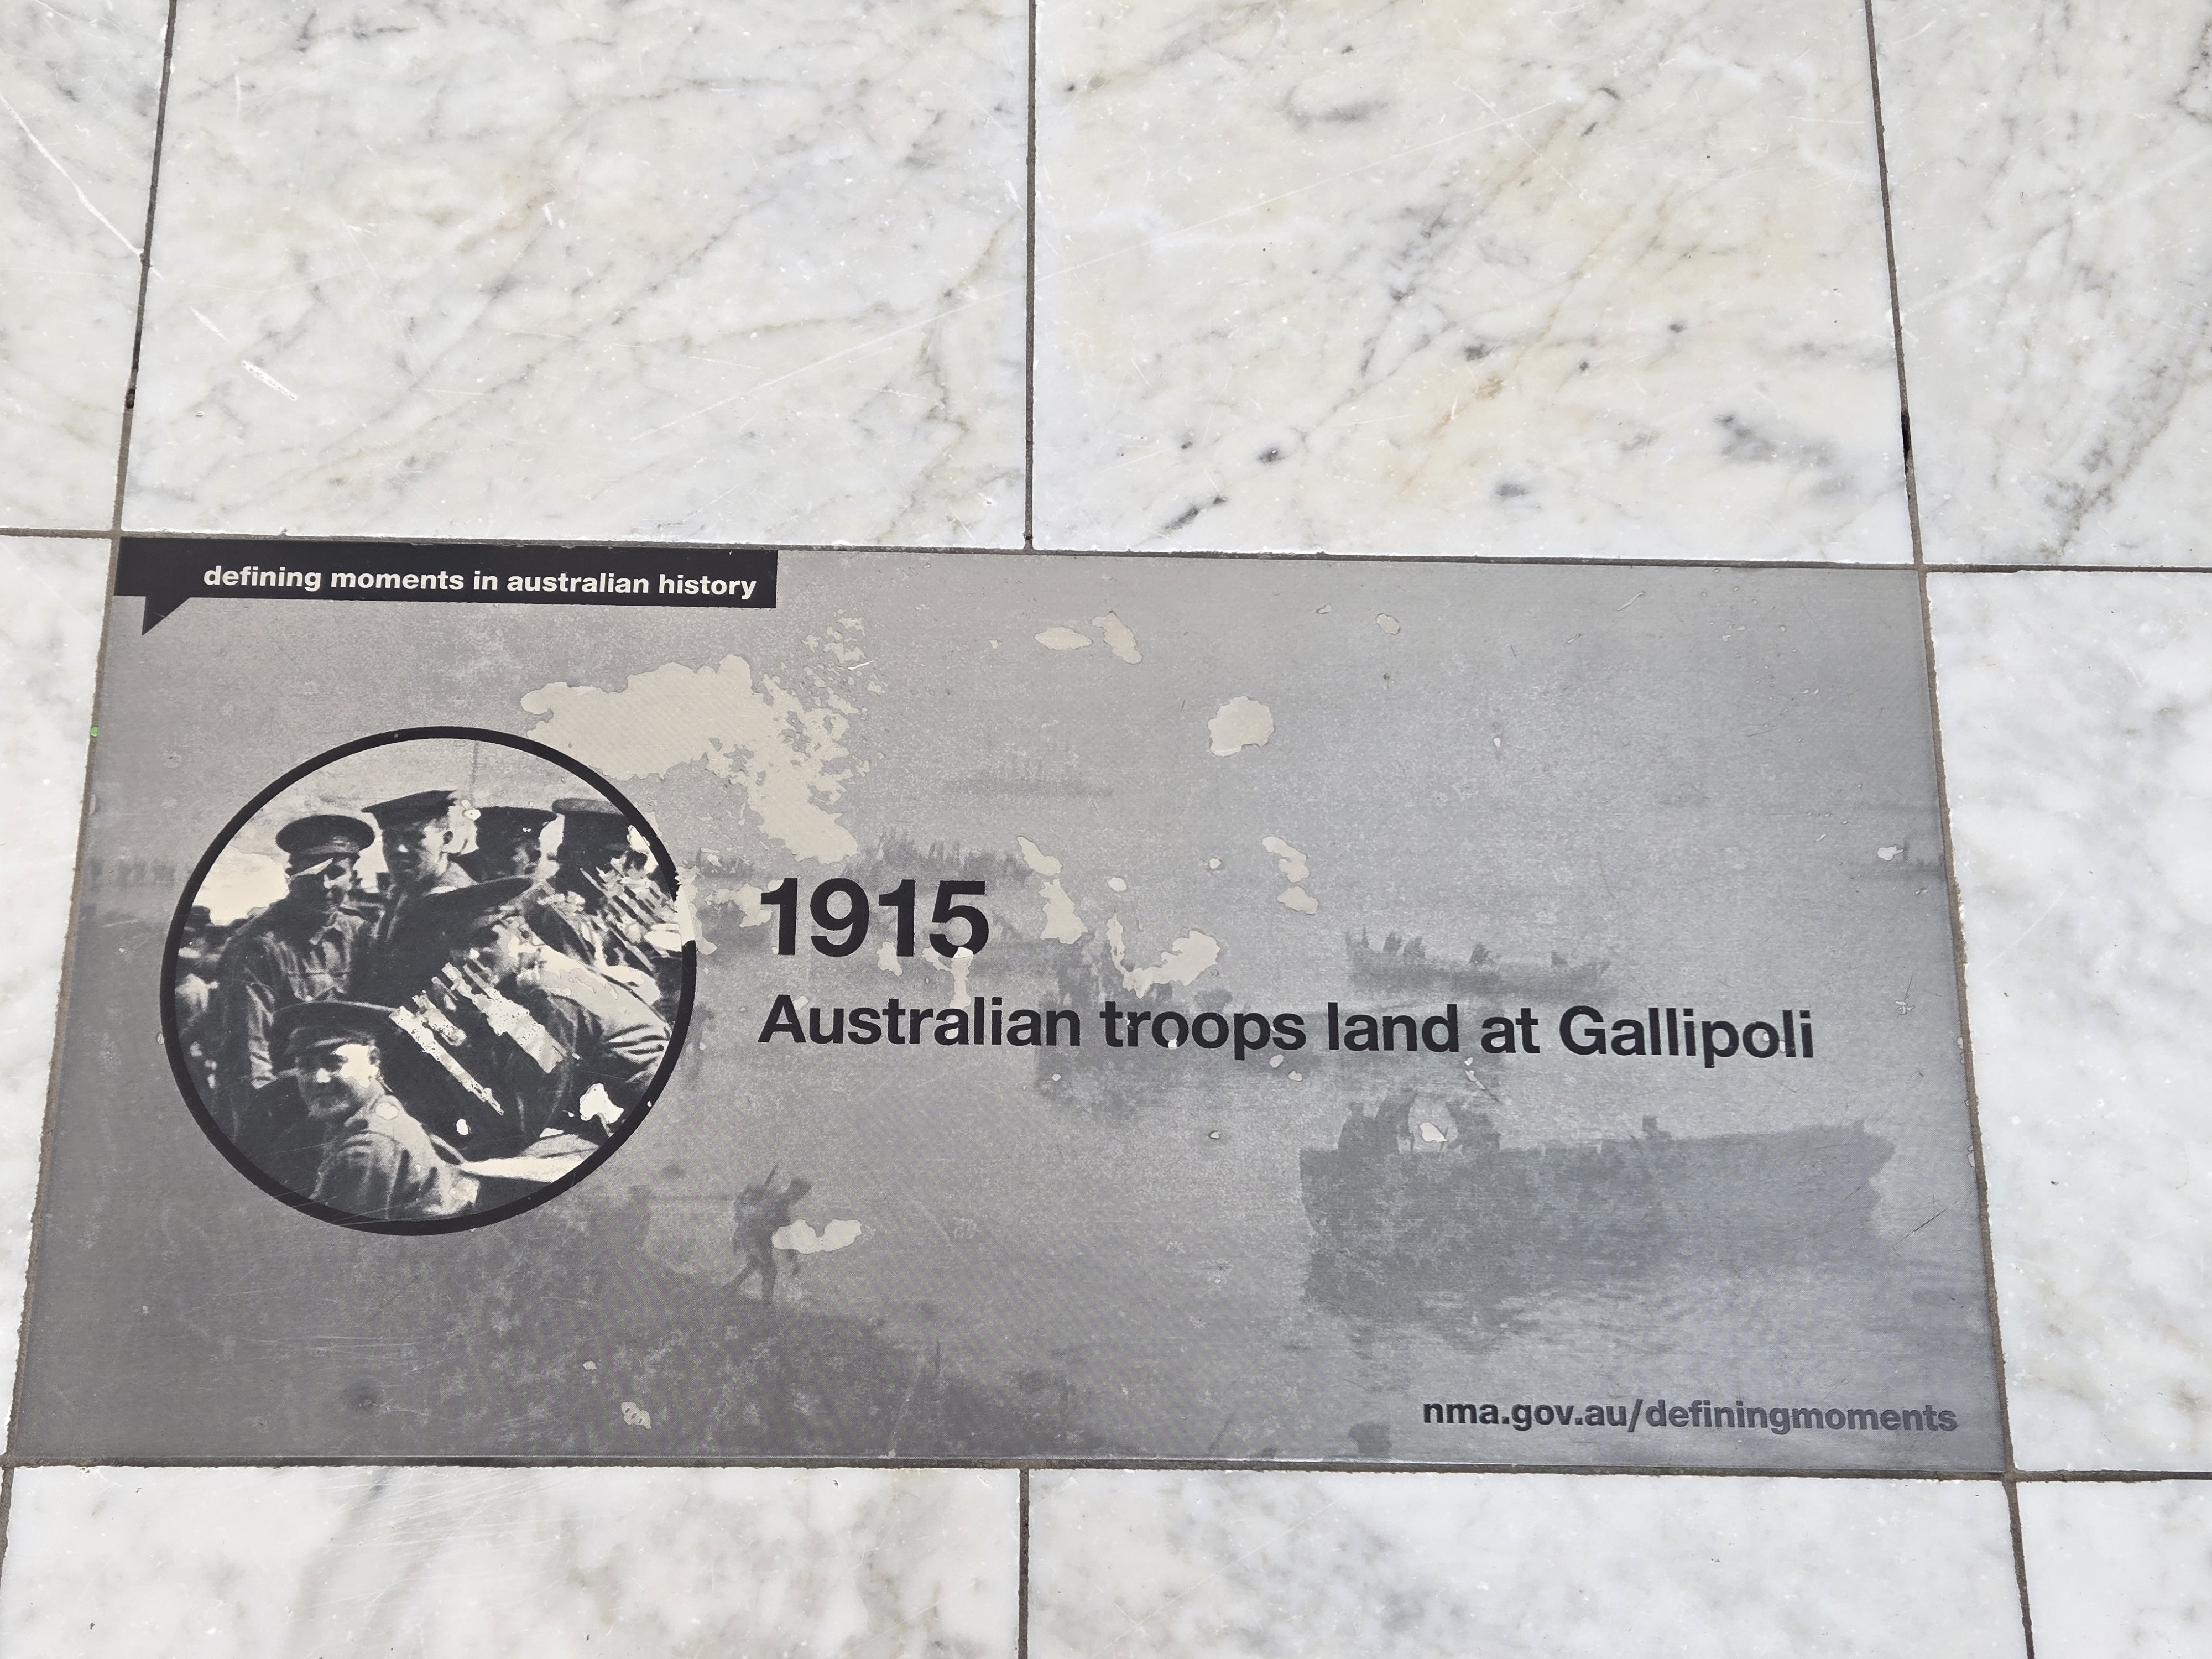 defining moments in australian history
1915
Australian troops land at Gallipoli
nma.gov.au/definingmoments